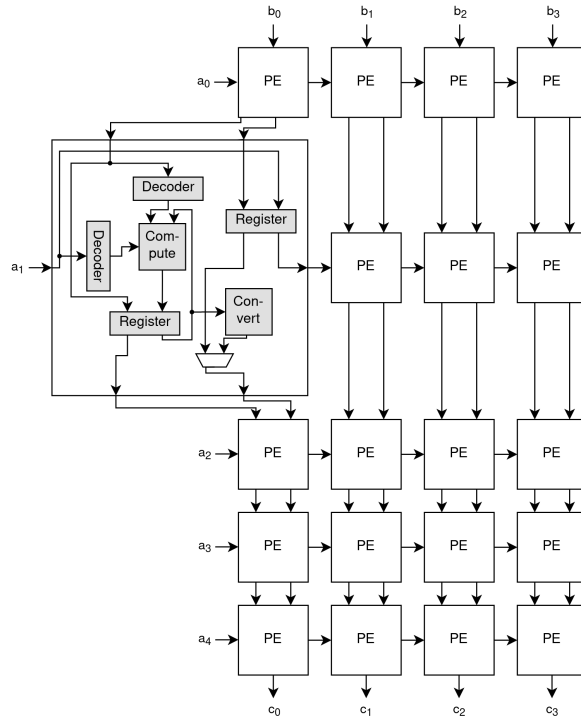 b0 b1 b2 b3
a0 PE PE PE PE
Decoder
Decoder
Com-
pute
Register
a1
PE PE PE
Register
Con-
vert
a2 PE PE PE PE
a3 PE PE PE PE
a4 PE PE PE PE
c0 c1 c2 c3